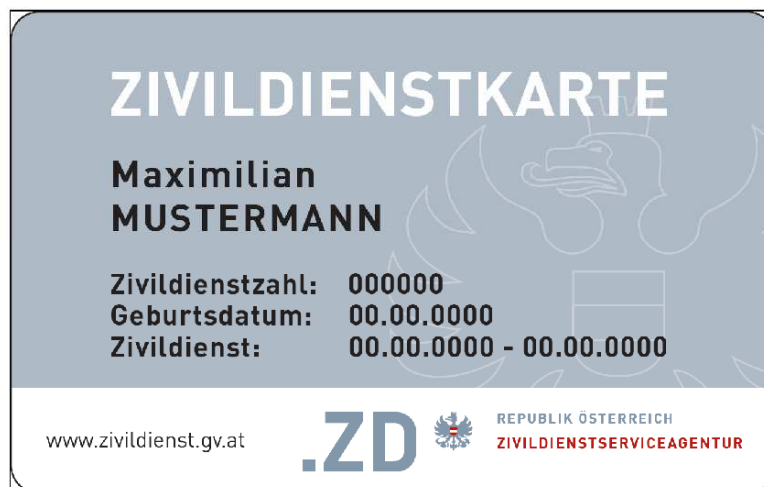 ZIVILDIENSTKARTE
Maximilian
MUSTERMANN
Zivildienstzahl: 000000
Geburtsdatum: 00.00.0000
Zivildienst: 00.00.0000 - 00.00.0000
www.zivildienst.gv.at
.ZD
REPUBLIK ÖSTERREICH
ZIVILDIENSTSERVICEAGENTUR